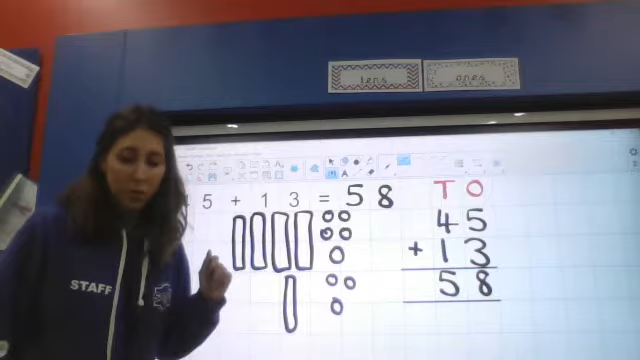 tens ones
5 + 1 3 = 5 8
T O
4 5
+ 1 3
5 8
STAFF